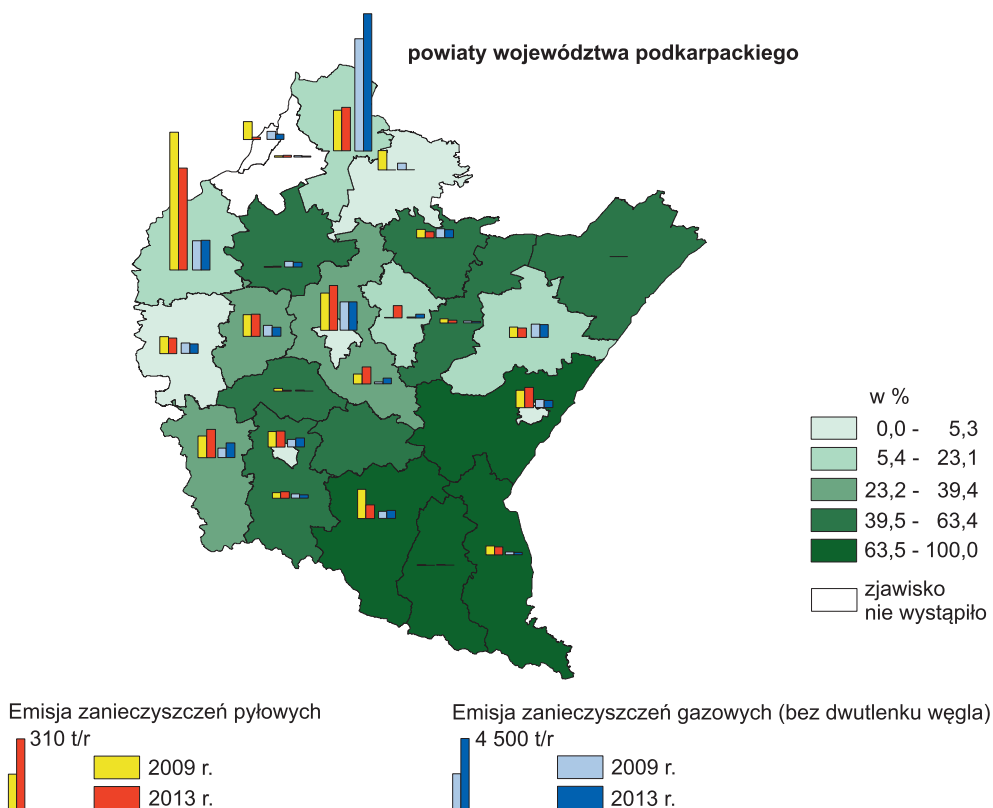 powiaty województwa podkarpackiego
w %
0,0 - 5,3
5,4 - 23,1
23,2 - 39,4
39,5 - 63,4
63,5 - 100,0
zjawisko
nie wystąpiło
Emisja zanieczyszczeń pyłowych
310 t/r
2009 r.
2013 r.
Emisja zanieczyszczeń gazowych (bez dwutlenku węgla)
4 500 t/r
2009 r.
2013 r.